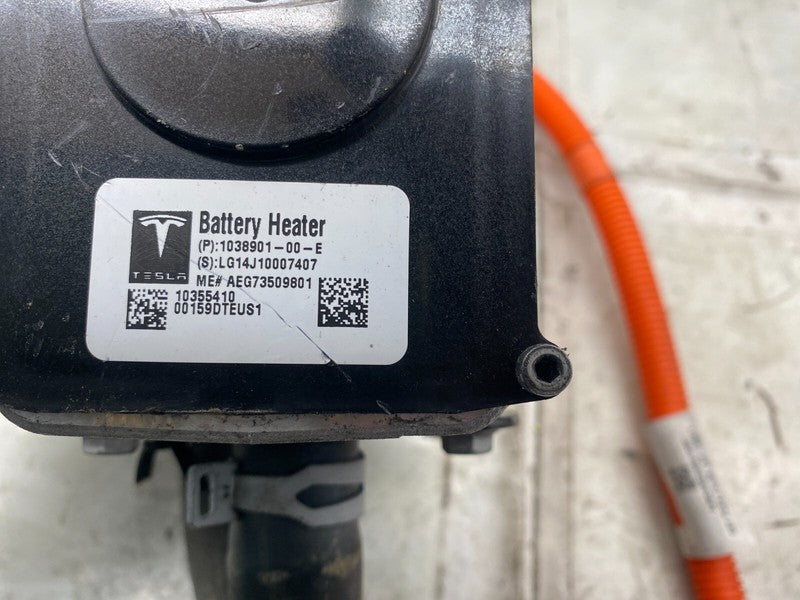 Battery Heater
(P):1038901-00-E
(S):LG14J10007407
TESLA
ME# AEG73509801
10355410
00159DTEUS1